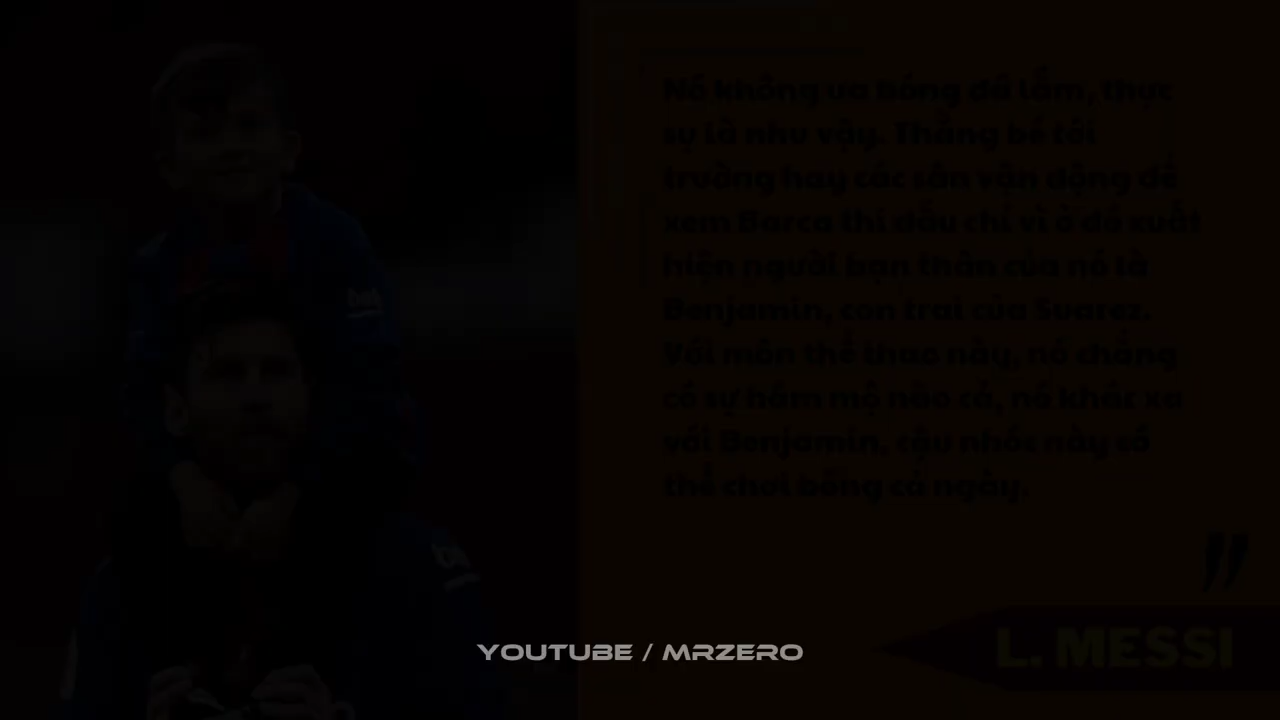 Nó không ưa bóng đá lắm, thực
sự là như vậy. Thằng bé tới
trường hay các sân vận động để
xem Barca thi đấu chỉ vì ở đó xuất
hiện người bạn thân của nó là
Benjamin, con trai của Suarez.
Với môn thể thao này, nó chẳng
có sự hâm mộ nào cả, nó khác xa
với Benjamin, cậu nhóc này có
thể chơi bóng cả ngày.
"
L. MESSI
YOUTUBE / MRZERO